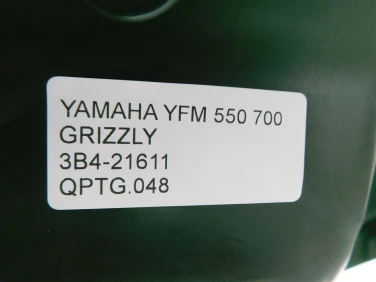 YAMAHA YFM 550 700
GRIZZLY
3B4-21611
QPTG.048